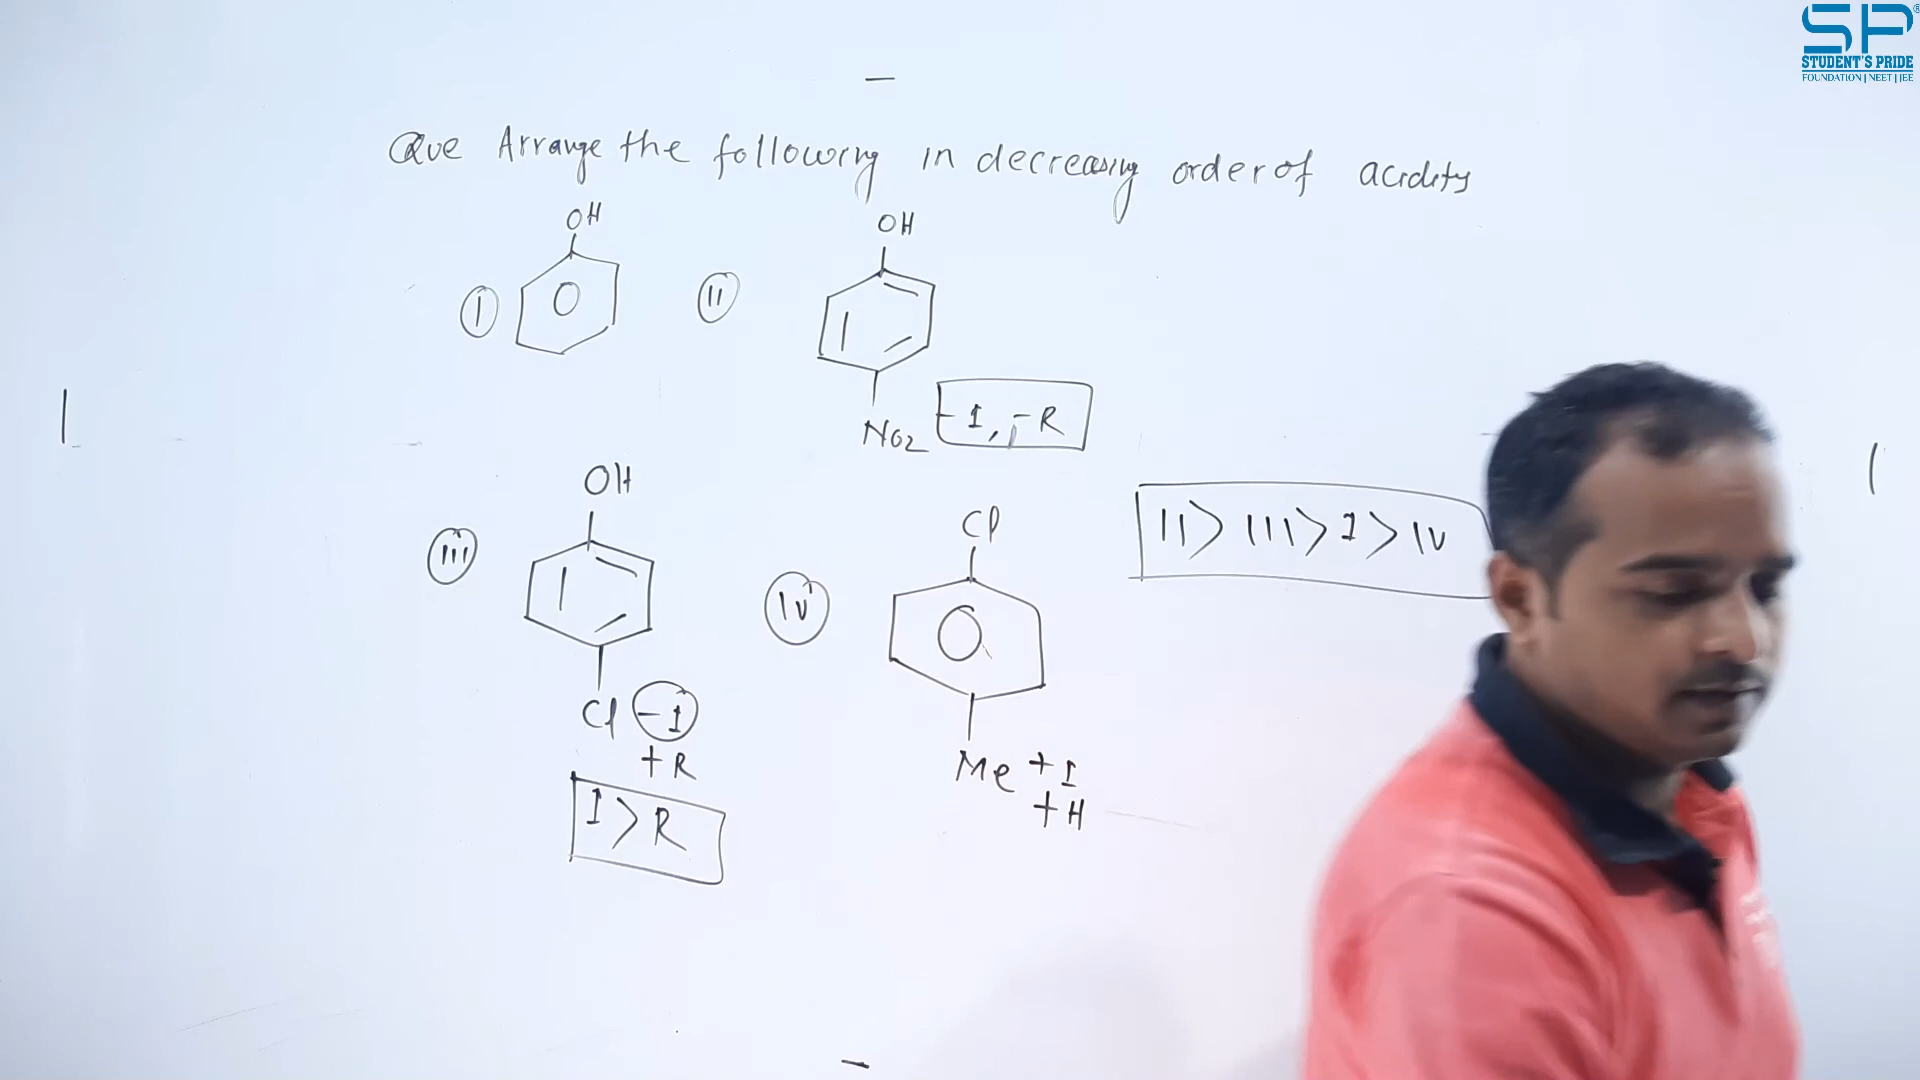 SP
STUDENT'S PRIDE
FOUNDATION | NEET | JEE
Que Arrange the following in decreasing order of acidity
OH
OH
I
II
NO2
-I, -R
OH
III
Cl -I
+R
I > R
Cl
IV
Me +I
+H
II > III > I > IV